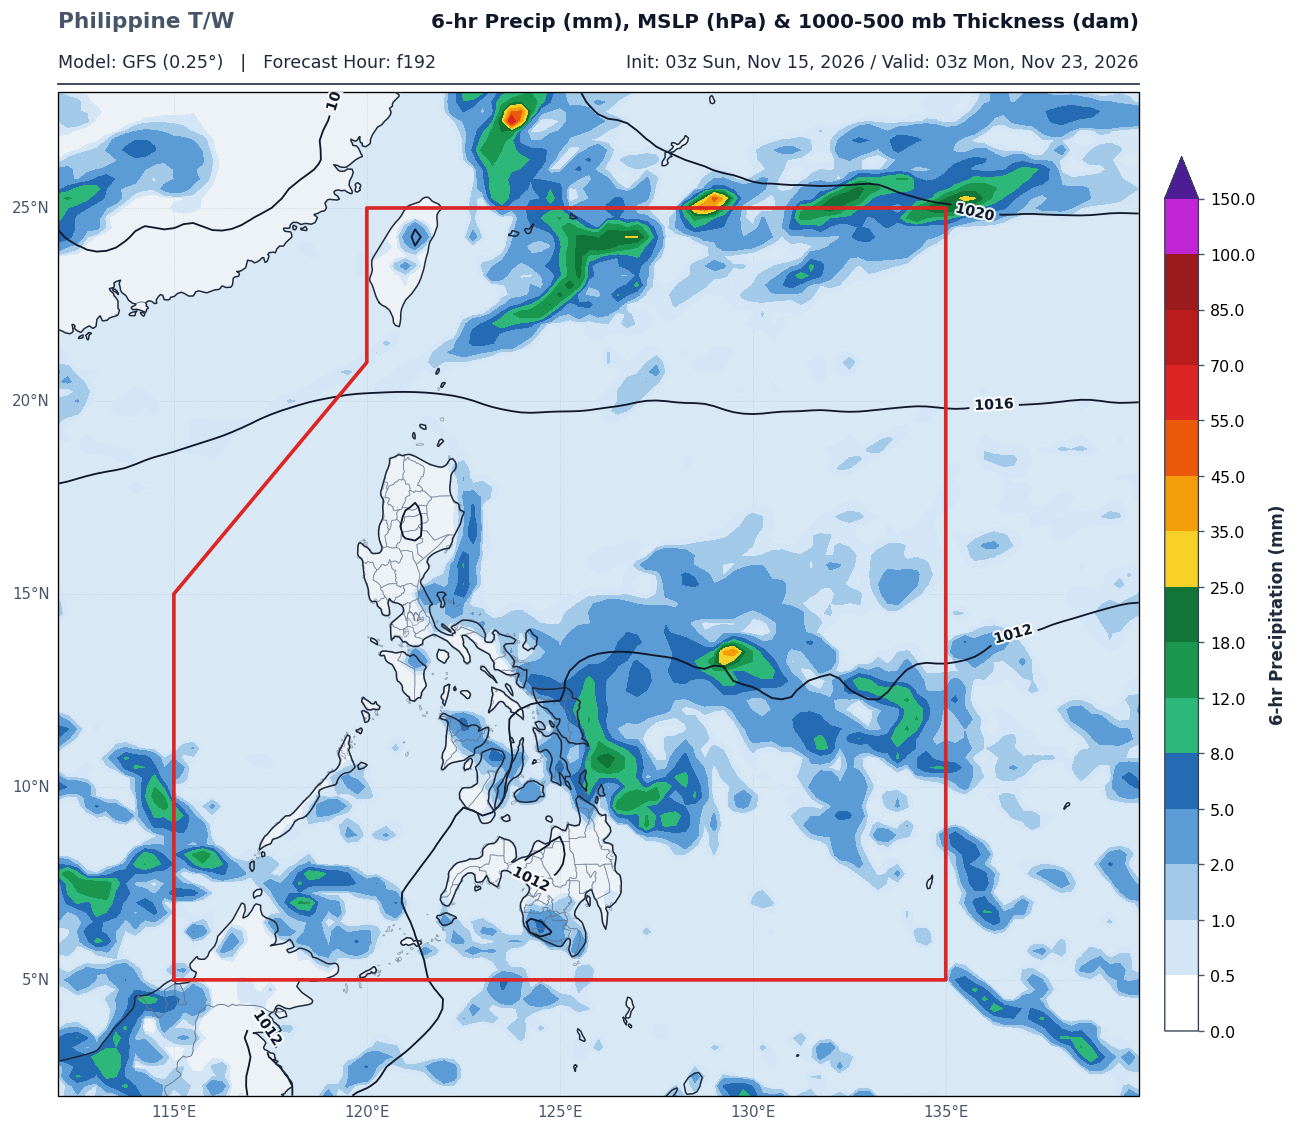 Philippine T/W
6-hr Precip (mm), MSLP (hPa) & 1000-500 mb Thickness (dam)
Model: GFS (0.25°) | Forecast Hour: f192
Init: 03z Sun, Nov 15, 2026 / Valid: 03z Mon, Nov 23, 2026
10
25°N
1020
20°N
1016
15°N
1012
10°N
1012
5°N
1012
115°E
120°E
125°E
130°E
135°E
150.0
100.0
85.0
70.0
55.0
45.0
35.0
25.0
18.0
12.0
8.0
5.0
2.0
1.0
0.5
0.0
6-hr Precipitation (mm)